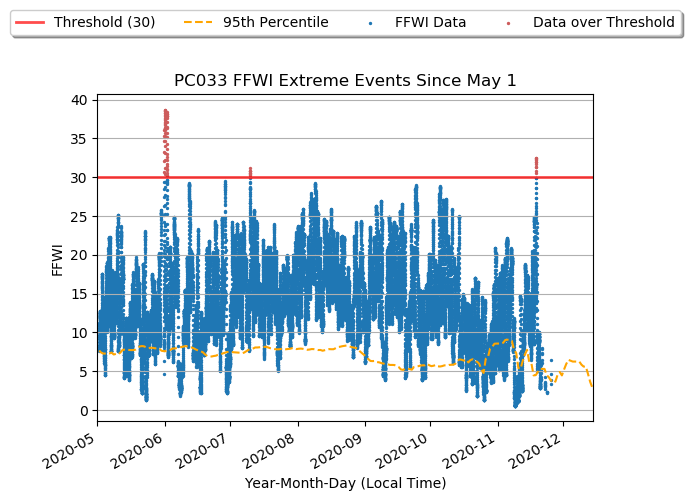 Threshold (30) 95th Percentile FFWI Data Data over Threshold
PC033 FFWI Extreme Events Since May 1
40
35
30
25
20
15
10
5
0
FFWI
2020-05 2020-06 2020-07 2020-08 2020-09 2020-10 2020-11 2020-12
Year-Month-Day (Local Time)